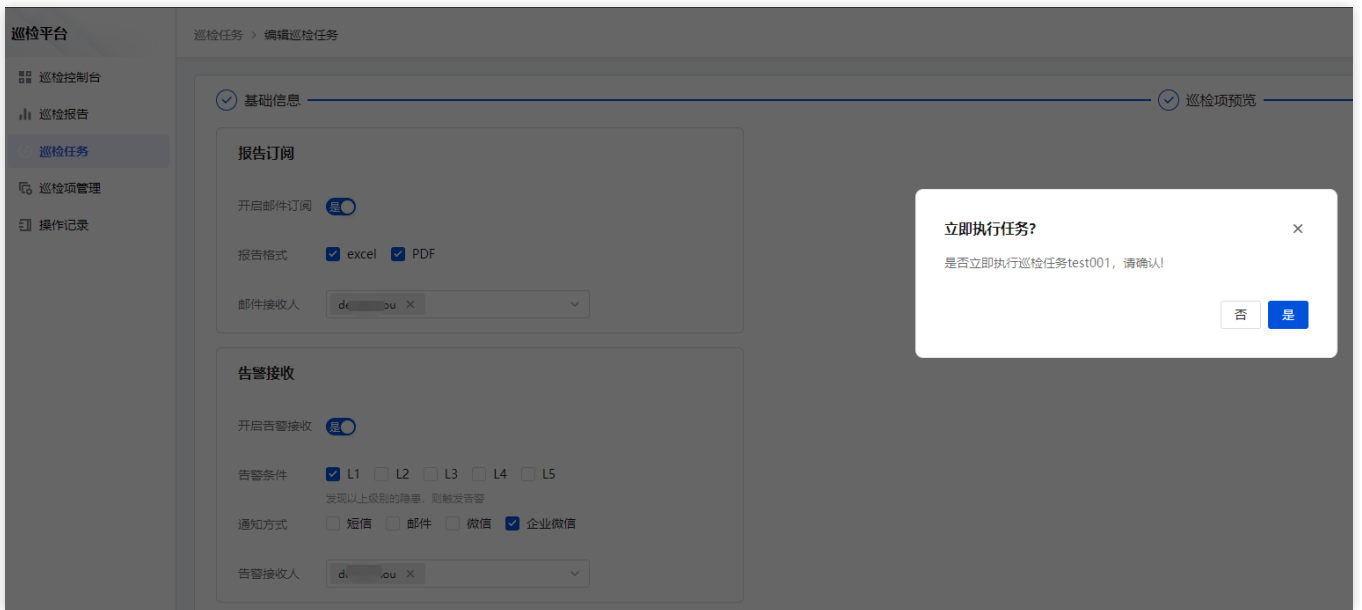 巡检平台
巡检任务 > 编辑巡检任务
巡检控制台
巡检报告
巡检任务
巡检项管理
操作记录
基础信息
巡检项预览
报告订阅
开启邮件订阅 是
报告格式 excel PDF
邮件接收人
告警接收
开启告警接收 是
告警条件 L1 L2 L3 L4 L5
发现以上级别的隐患，则触发告警
通知方式 短信 邮件 微信 企业微信
告警接收人
立即执行任务?
是否立即执行巡检任务test001，请确认!
否 是